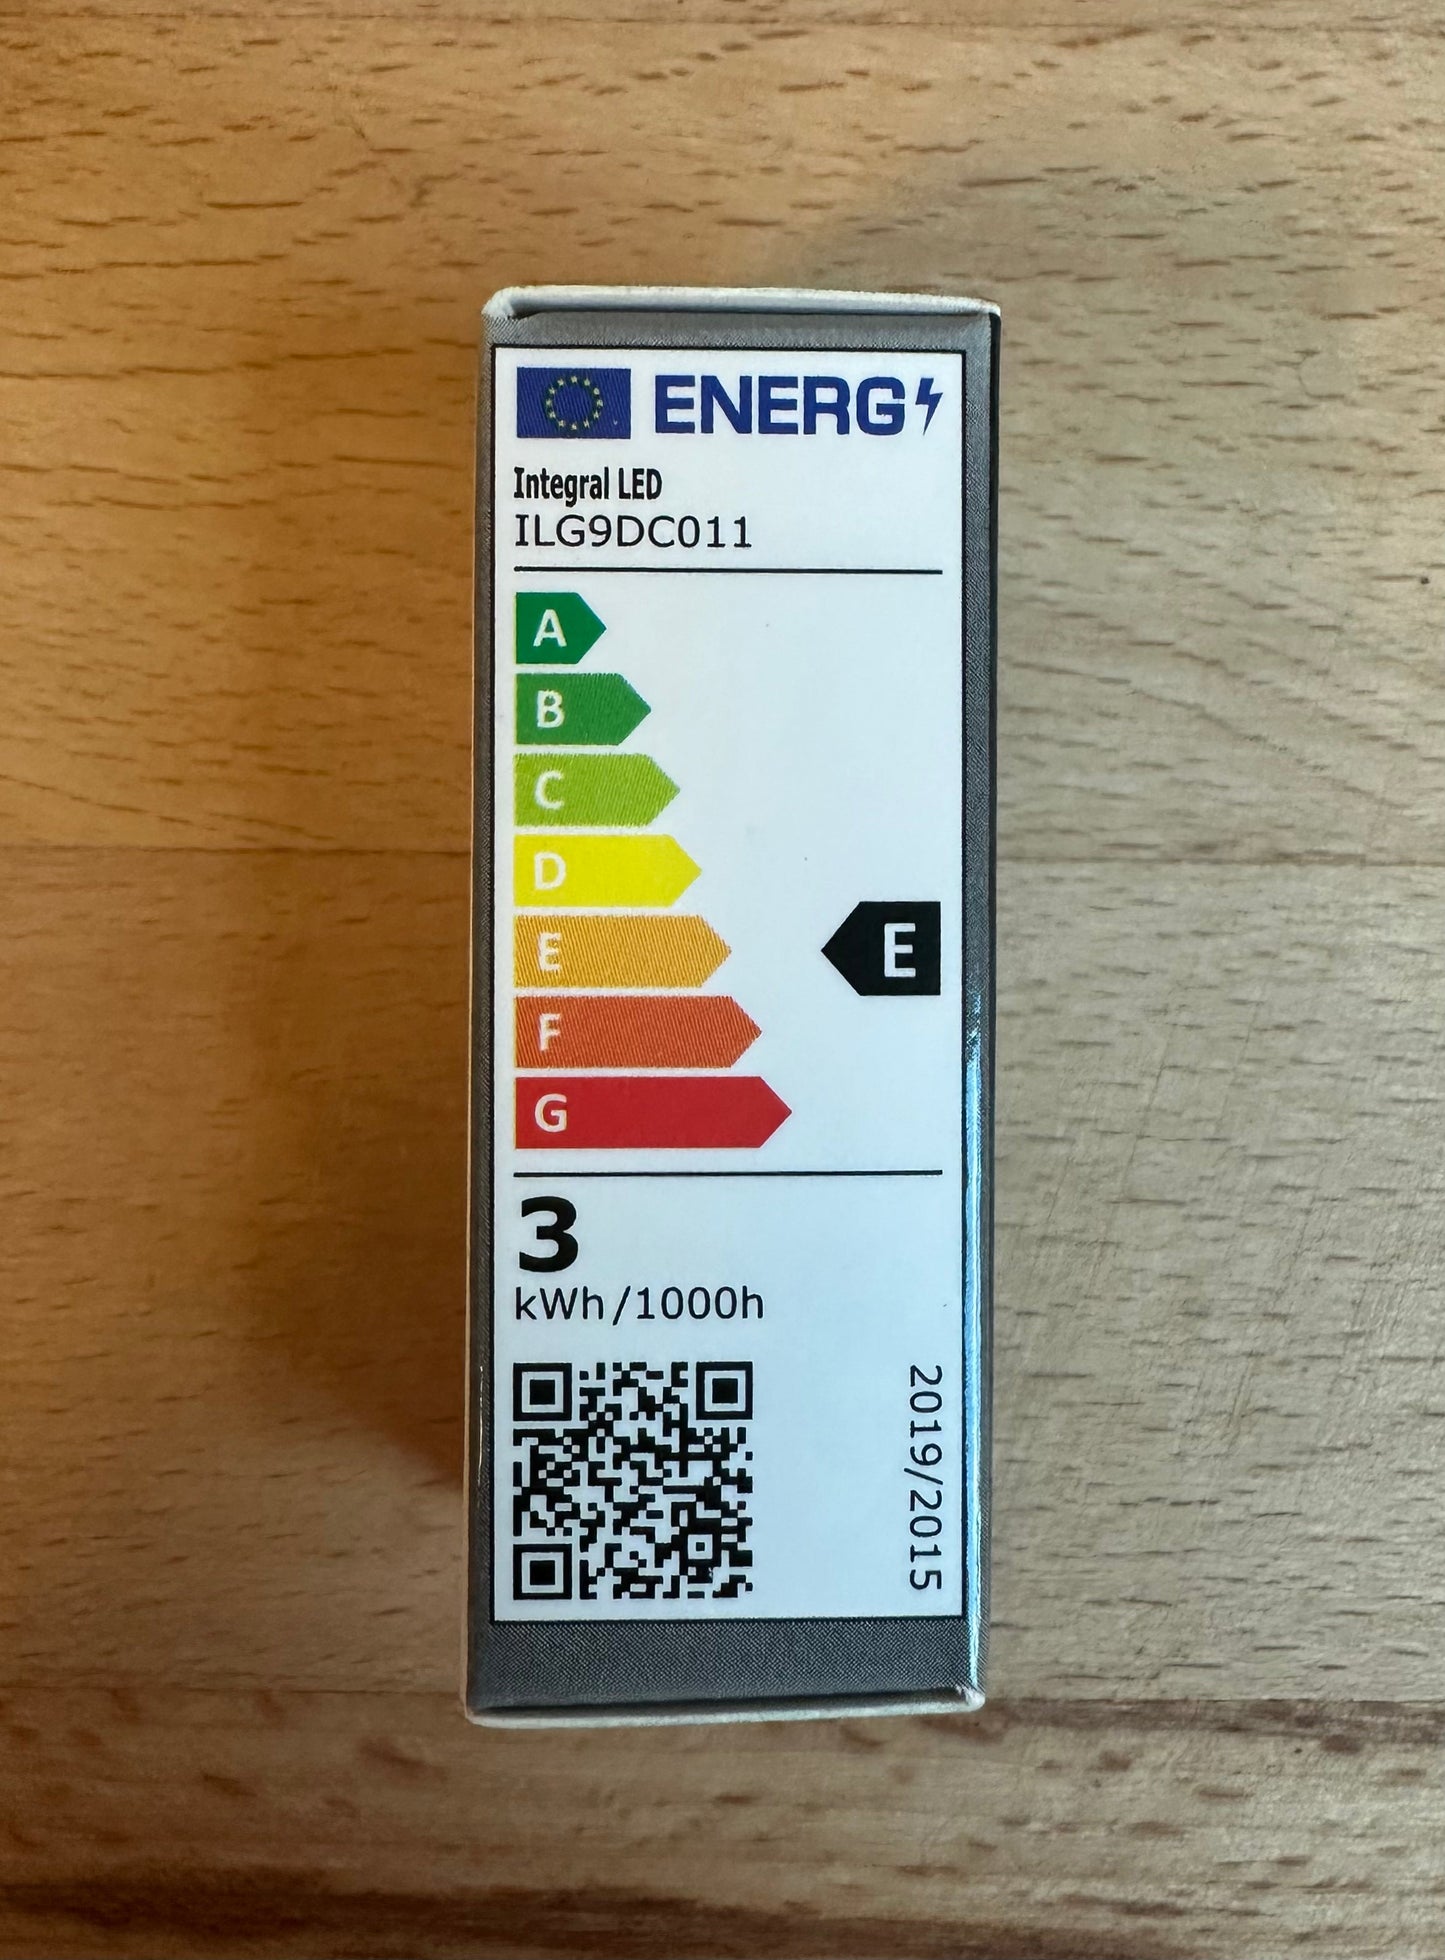 ENERG
Integral LED
ILG9DC011
A
B
C
D
E
E
F
G
3
kWh/1000h
2019/2015